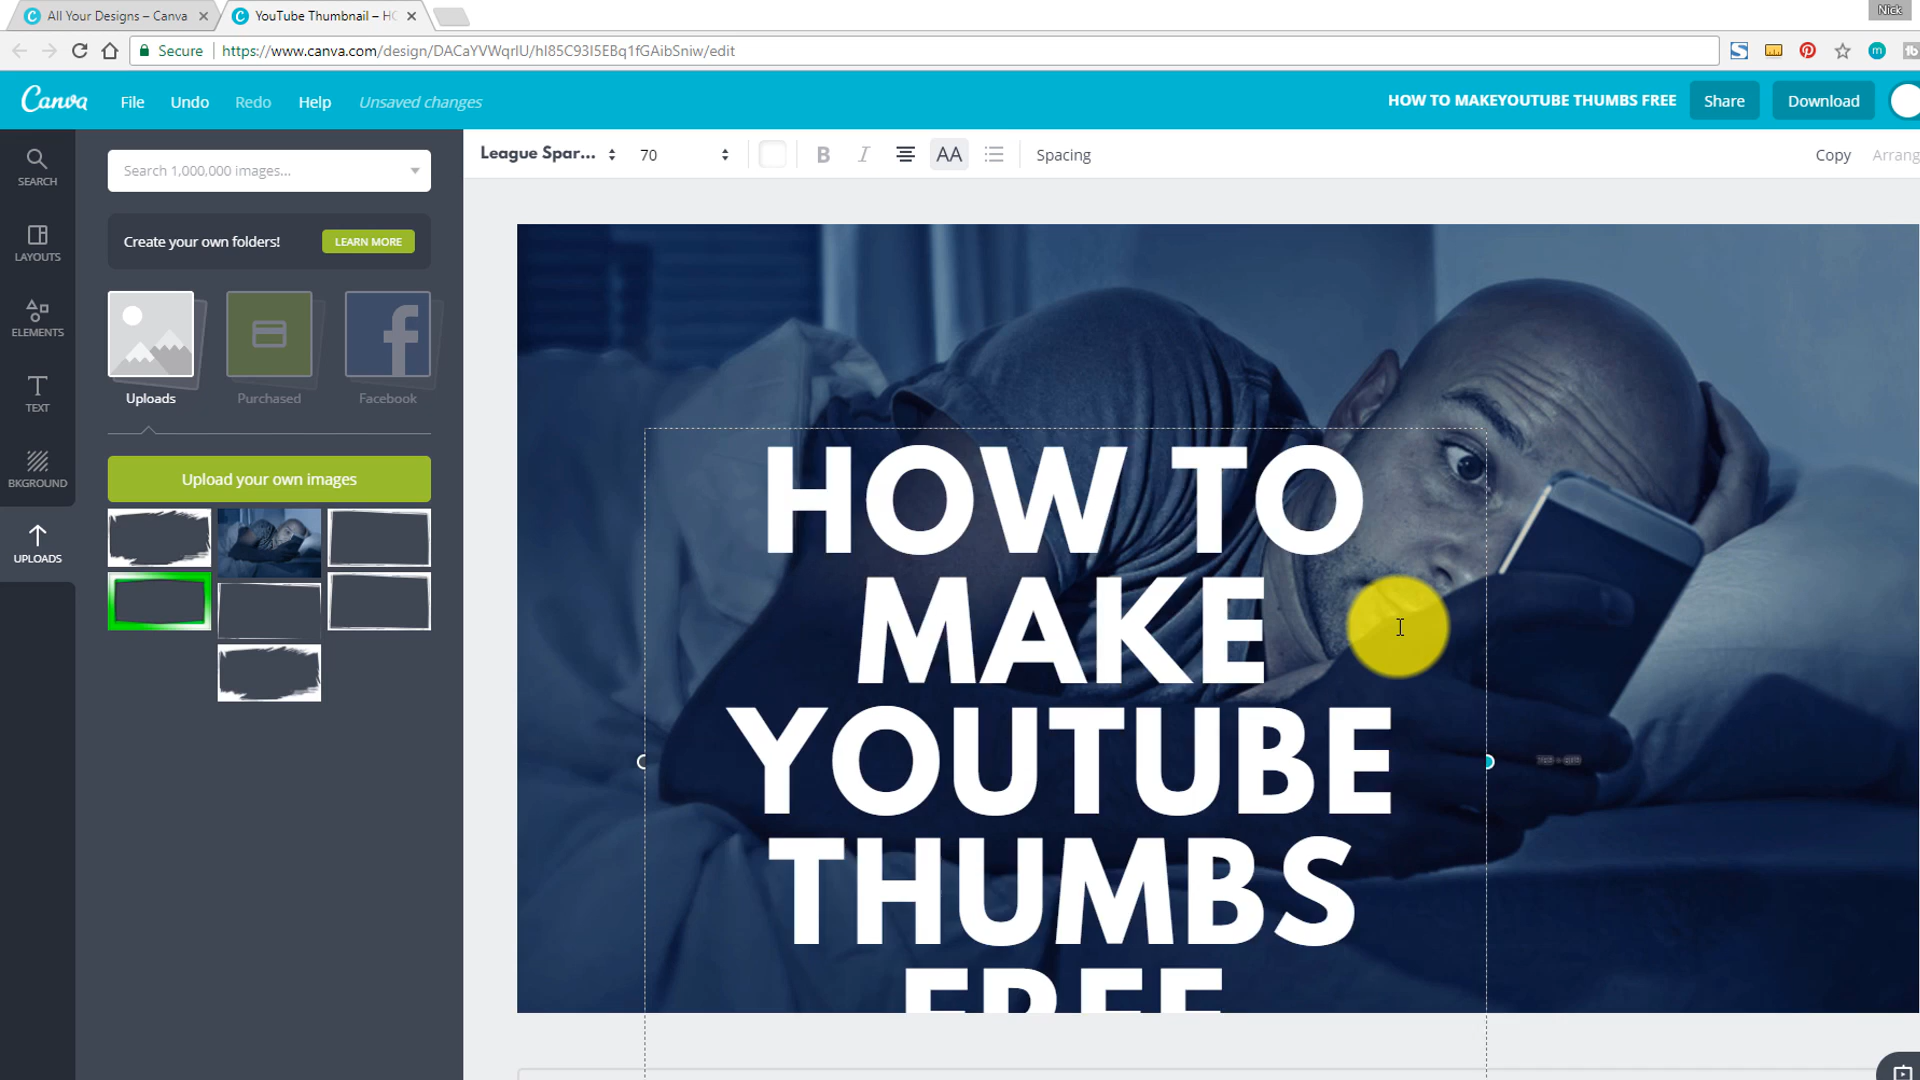 All Your Designs – Canva
YouTube Thumbnail – HO
Nick
Secure
https://www.canva.com/design/DACaYVWqrIU/hI85C93I5EBq1fGAibSniw/edit
Canva
File
Undo
Redo
Help
Unsaved changes
HOW TO MAKEYOUTUBE THUMBS FREE
Share
Download
League Spar...
70
B
I
AA
Spacing
Copy
Arrang
SEARCH
LAYOUTS
ELEMENTS
TEXT
BKGROUND
UPLOADS
Search 1,000,000 images...
Create your own folders!
LEARN MORE
Uploads
Purchased
Facebook
Upload your own images
HOW TO
MAKE
YOUTUBE
THUMBS
FREE